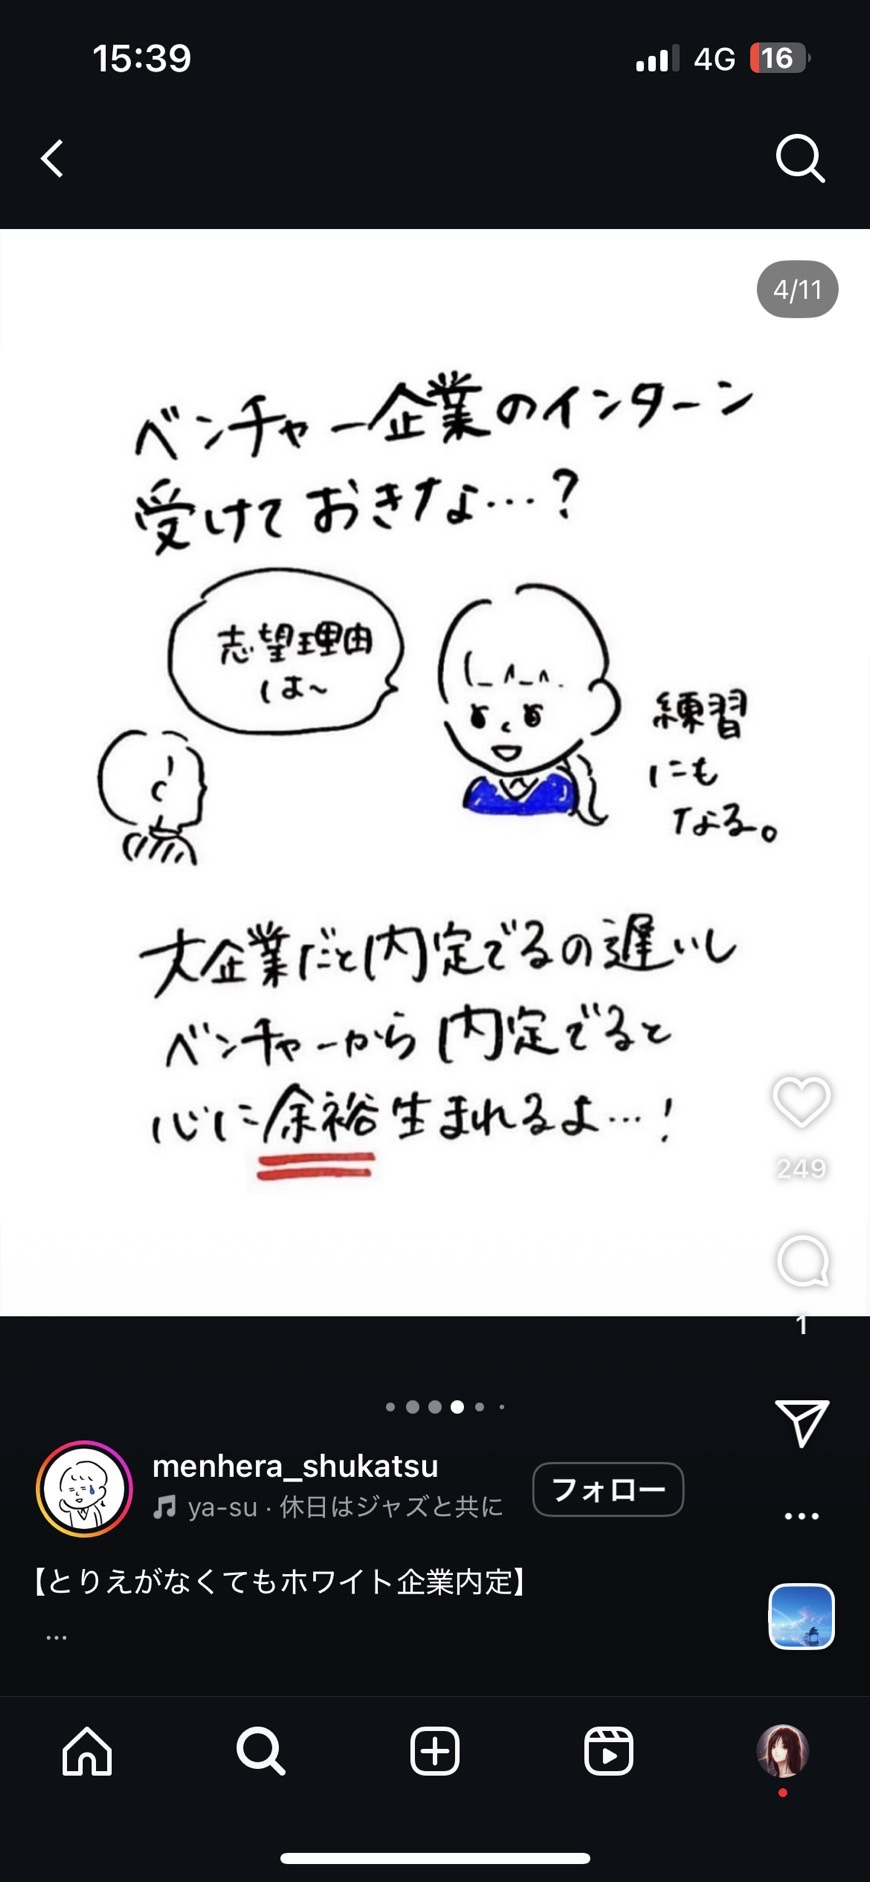 15:39
4G
16
4/11
ベンチャー企業のインターン
受けておきな…?
志望理由
は~
練習
にも
なる。
大企業だと内定でるの遅いし
ベンチャーから内定でると
心に余裕生まれるよ…!
249
1
menhera_shukatsu
ya-su · 休日はジャズと共に
フォロー
【とりえがなくてもホワイト企業内定】
...